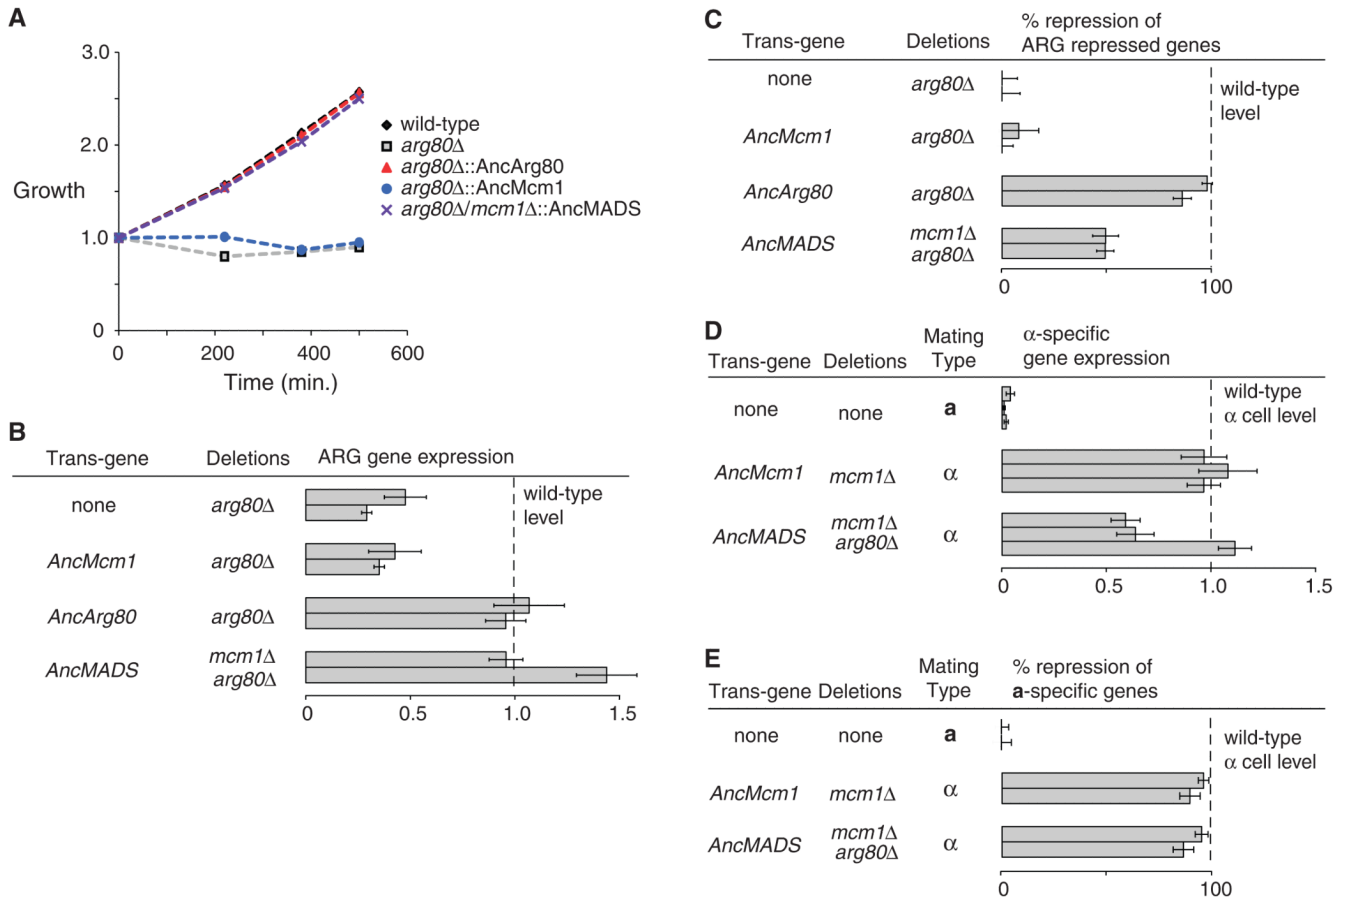 A
3.0
2.0
Growth
1.0
0
0 200 400 600
Time (min.)
wild-type
arg80Δ
arg80Δ::AncArg80
arg80Δ::AncMcm1
arg80Δ/mcm1Δ::AncMADS
B
Trans-gene Deletions ARG gene expression
none arg80Δ
wild-type
level
AncMcm1 arg80Δ
AncArg80 arg80Δ
AncMADS mcm1Δ
arg80Δ
0 0.5 1.0 1.5
C
% repression of
Trans-gene Deletions ARG repressed genes
none arg80Δ
wild-type
level
AncMcm1 arg80Δ
AncArg80 arg80Δ
AncMADS mcm1Δ
arg80Δ
0 100
D
Mating α-specific
Trans-gene Deletions Type gene expression
none none a
wild-type
α cell level
AncMcm1 mcm1Δ α
AncMADS mcm1Δ α
arg80Δ
0 0.5 1.0 1.5
E
Mating % repression of
Trans-gene Deletions Type a-specific genes
none none a
wild-type
α cell level
AncMcm1 mcm1Δ α
AncMADS mcm1Δ α
arg80Δ
0 100